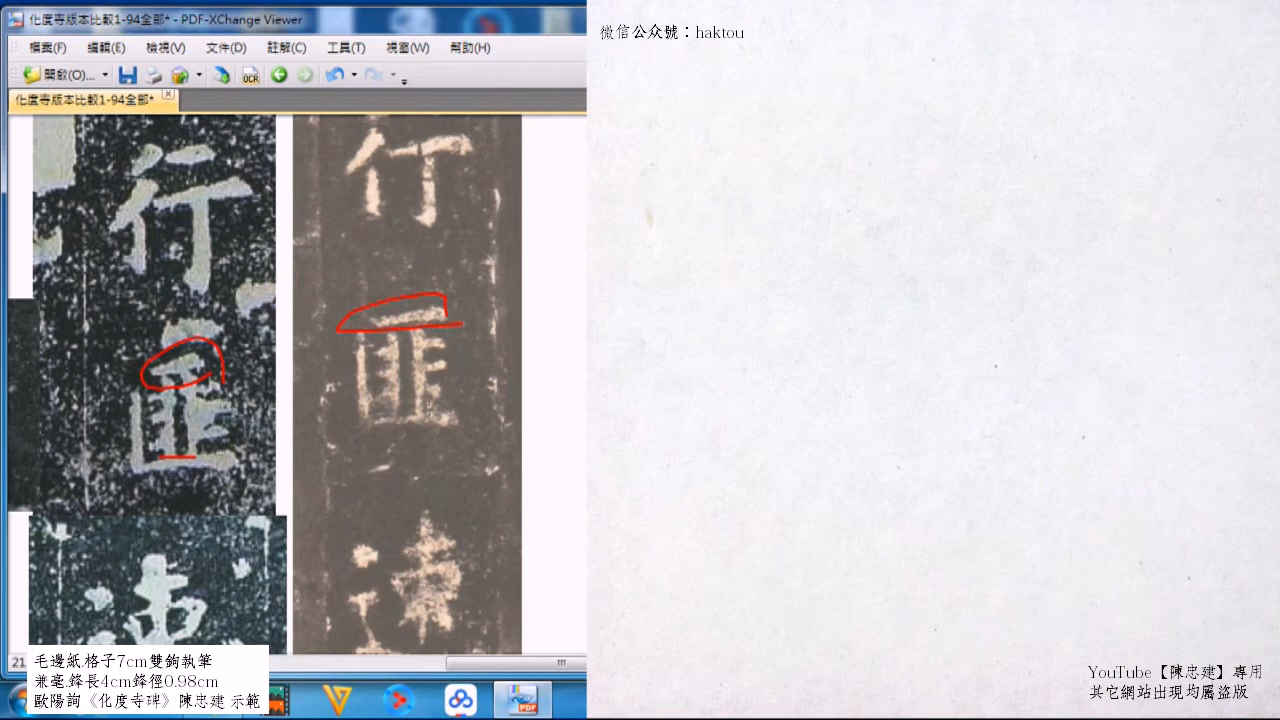 化度寺版本比較1-94全部* - PDF-XChange Viewer
檔案(F) 編輯(E) 檢視(V) 文件(D) 註解(C) 工具(T) 視窗(W) 幫助(H)
開啟(O)... OCR
化度寺版本比較1-94全部*
行
匪
行
匪
21
毛邊紙.格子7cm雙鉤執筆
兼毫.鋒長4cm鋒徑0.98cm
歐陽詢《化度寺碑》陳忠建 示範
PDF
微信公众號：haktou
YouTube【陳忠建】專用
其它網站出現均屬盜版